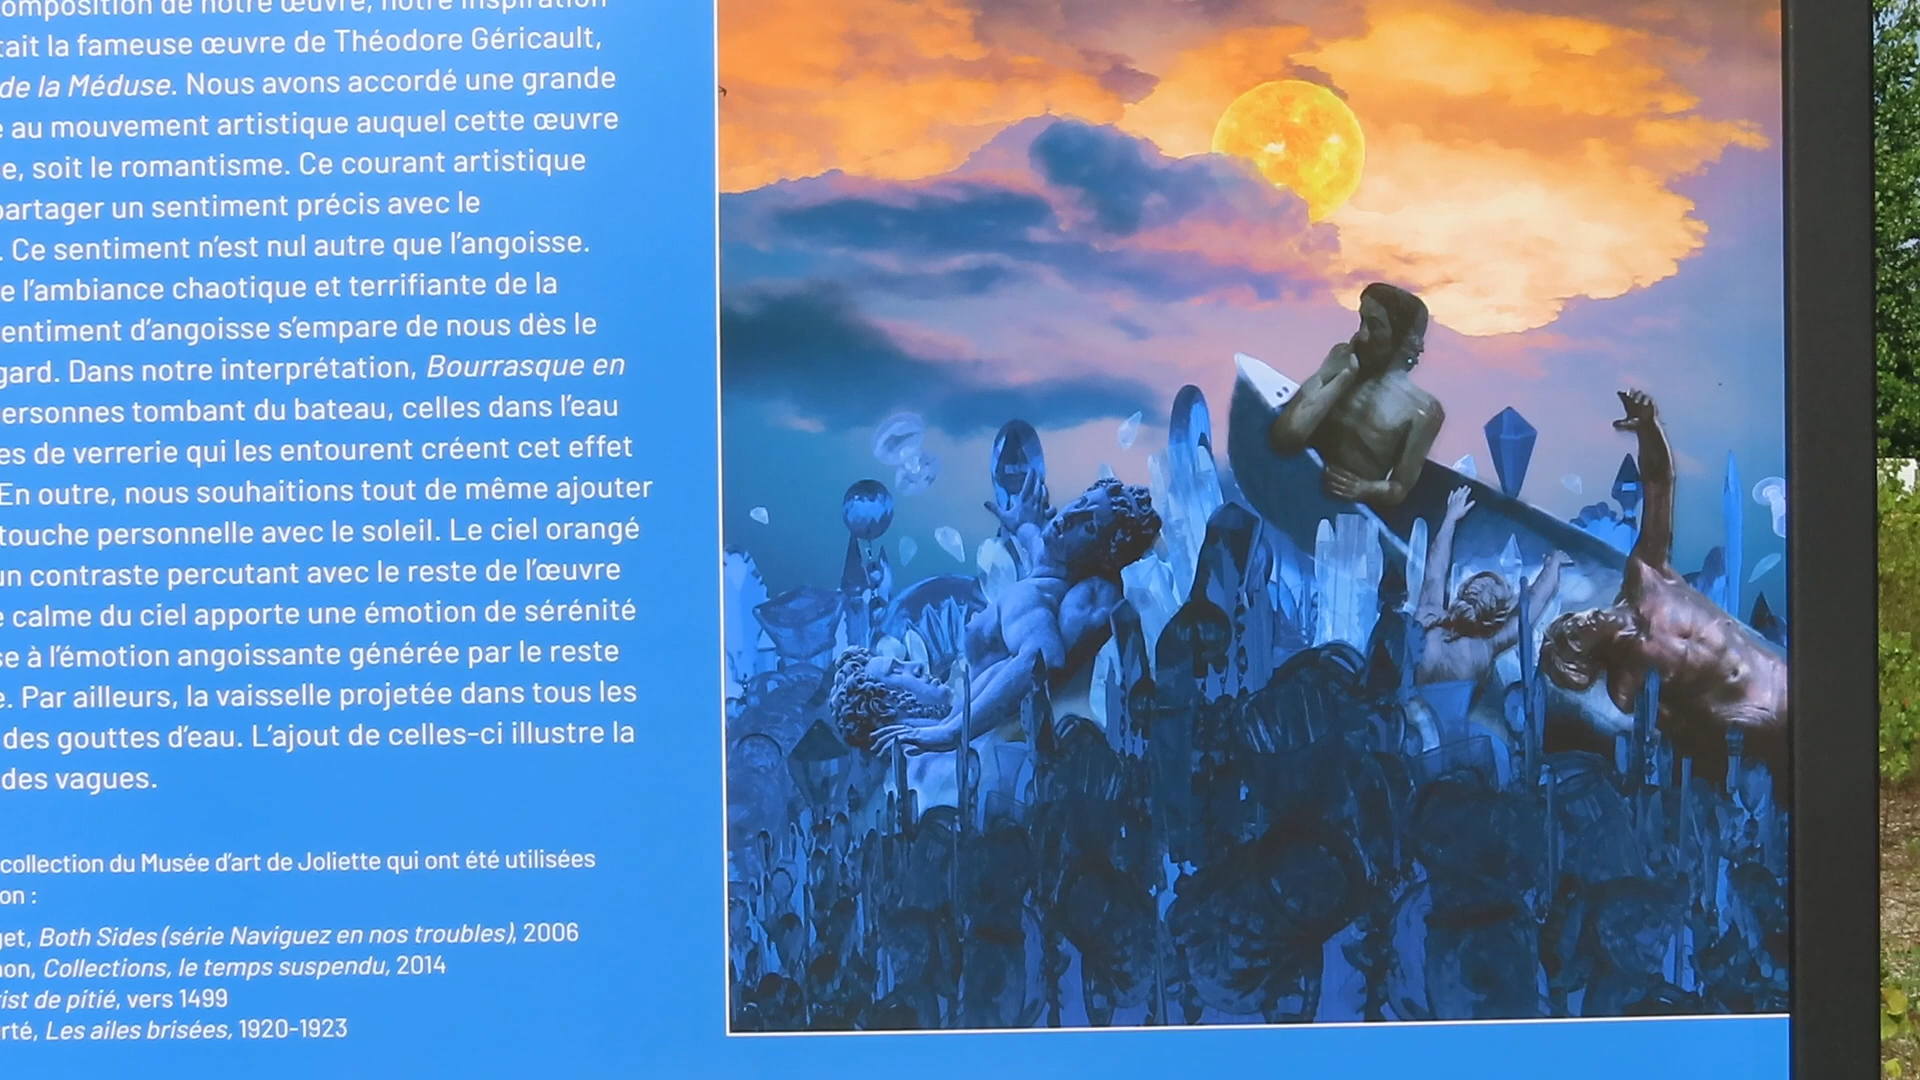 omposition de notre œuvre, notre inspiration
tait la fameuse œuvre de Théodore Géricault,
de la Méduse. Nous avons accordé une grande
e au mouvement artistique auquel cette œuvre
e, soit le romantisme. Ce courant artistique
partager un sentiment précis avec le
. Ce sentiment n'est nul autre que l'angoisse.
e l'ambiance chaotique et terrifiante de la
entiment d'angoisse s'empare de nous dès le
gard. Dans notre interprétation, Bourrasque en
ersonnes tombant du bateau, celles dans l'eau
es de verrerie qui les entourent créent cet effet
En outre, nous souhaitions tout de même ajouter
touche personnelle avec le soleil. Le ciel orangé
un contraste percutant avec le reste de l'œuvre
e calme du ciel apporte une émotion de sérénité
se à l'émotion angoissante générée par le reste
e. Par ailleurs, la vaisselle projetée dans tous les
des gouttes d'eau. L'ajout de celles-ci illustre la
des vagues.
collection du Musée d'art de Joliette qui ont été utilisées
on :
get, Both Sides (série Naviguez en nos troubles), 2006
non, Collections, le temps suspendu, 2014
rist de pitié, vers 1499
rté, Les ailes brisées, 1920-1923